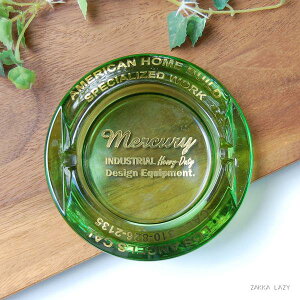 AMERICAN HOME BUILD
SPECIALIZED WORK
Mercury
INDUSTRIAL Heavy-Duty
Design Equipment.
ZAKKA LAZY